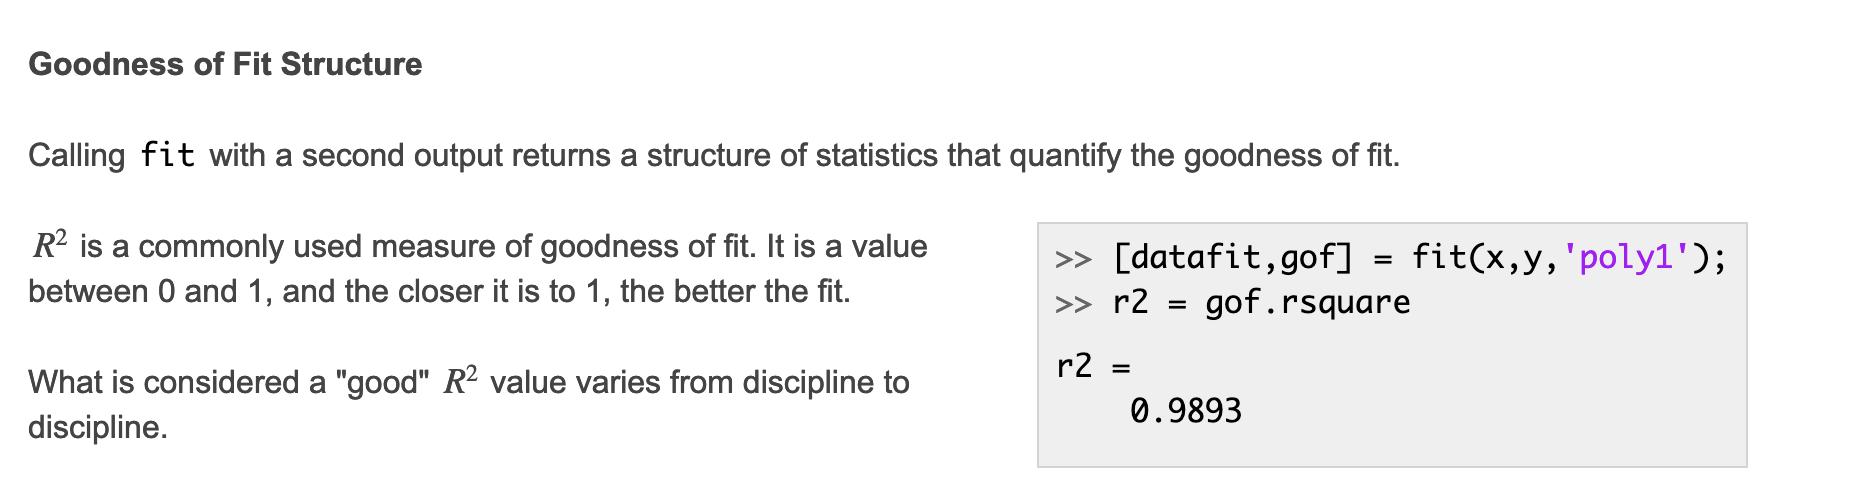 Goodness of Fit Structure
Calling fit with a second output returns a structure of statistics that quantify the goodness of fit.
R² is a commonly used measure of goodness of fit. It is a value
between 0 and 1, and the closer it is to 1, the better the fit.
What is considered a "good" R² value varies from discipline to
discipline.
>> [datafit,gof] = fit(x,y,'poly1');
>> r2 = gof.rsquare
r2 =
0.9893